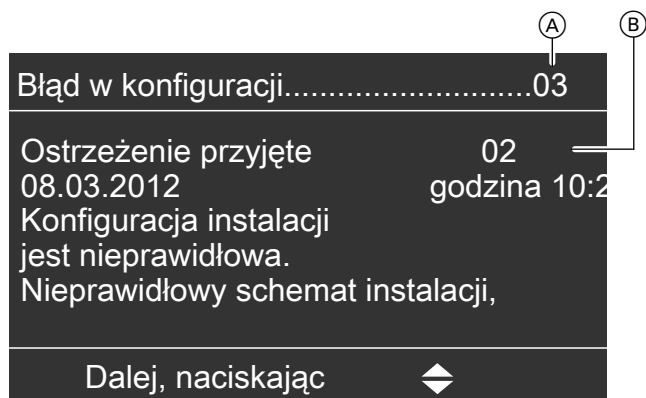 A B
Błąd w konfiguracji............................03
Ostrzeżenie przyjęte 02
08.03.2012 godzina 10:2
Konfiguracja instalacji
jest nieprawidłowa.
Nieprawidłowy schemat instalacji,
Dalej, naciskając